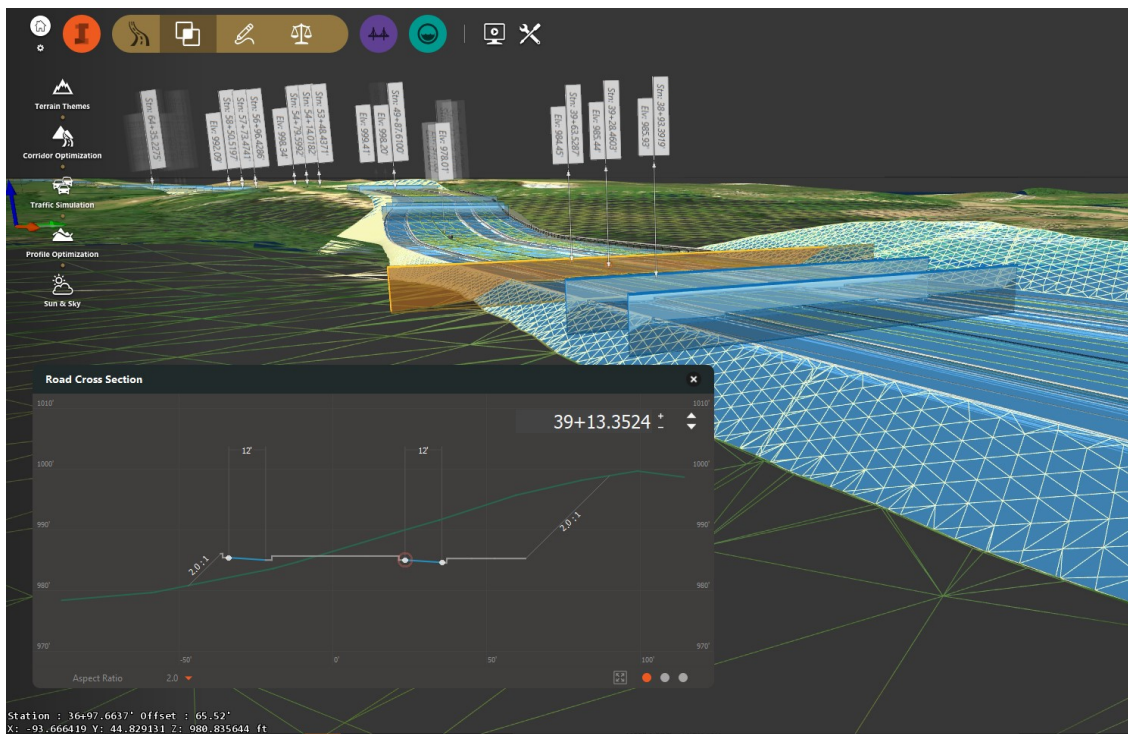 Terrain Themes
Corridor Optimization
Traffic Simulation
Profile Optimization
Sun & Sky
Stn: 64+35.2275'
Elv: 992.09'
Stn: 58+50.5197'
Stn: 57+73.4741'
Stn: 56+96.4286'
Elv: 998.34'
Stn: 54+79.5992'
Stn: 54+14.0182'
Stn: 53+48.4371'
Elv: 999.41'
Elv: 998.20'
Stn: 49+87.6100'
Elv: 978.01'
Elv: 984.45'
Stn: 39+63.5287'
Elv: 985.44'
Stn: 39+28.4603'
Elv: 985.93'
Stn: 38+93.3919'
Road Cross Section
39+13.3524 + -
1010' 1010'
1000' 1000'
990' 990'
980' 980'
970' 970'
12' 12'
2.0 : 1 2.0 : 1
-50' 0' 50' 100'
Aspect Ratio 2.0
Station : 36+97.6637' Offset : 65.52'
X: -93.666419 Y: 44.829131 Z: 980.835644 ft